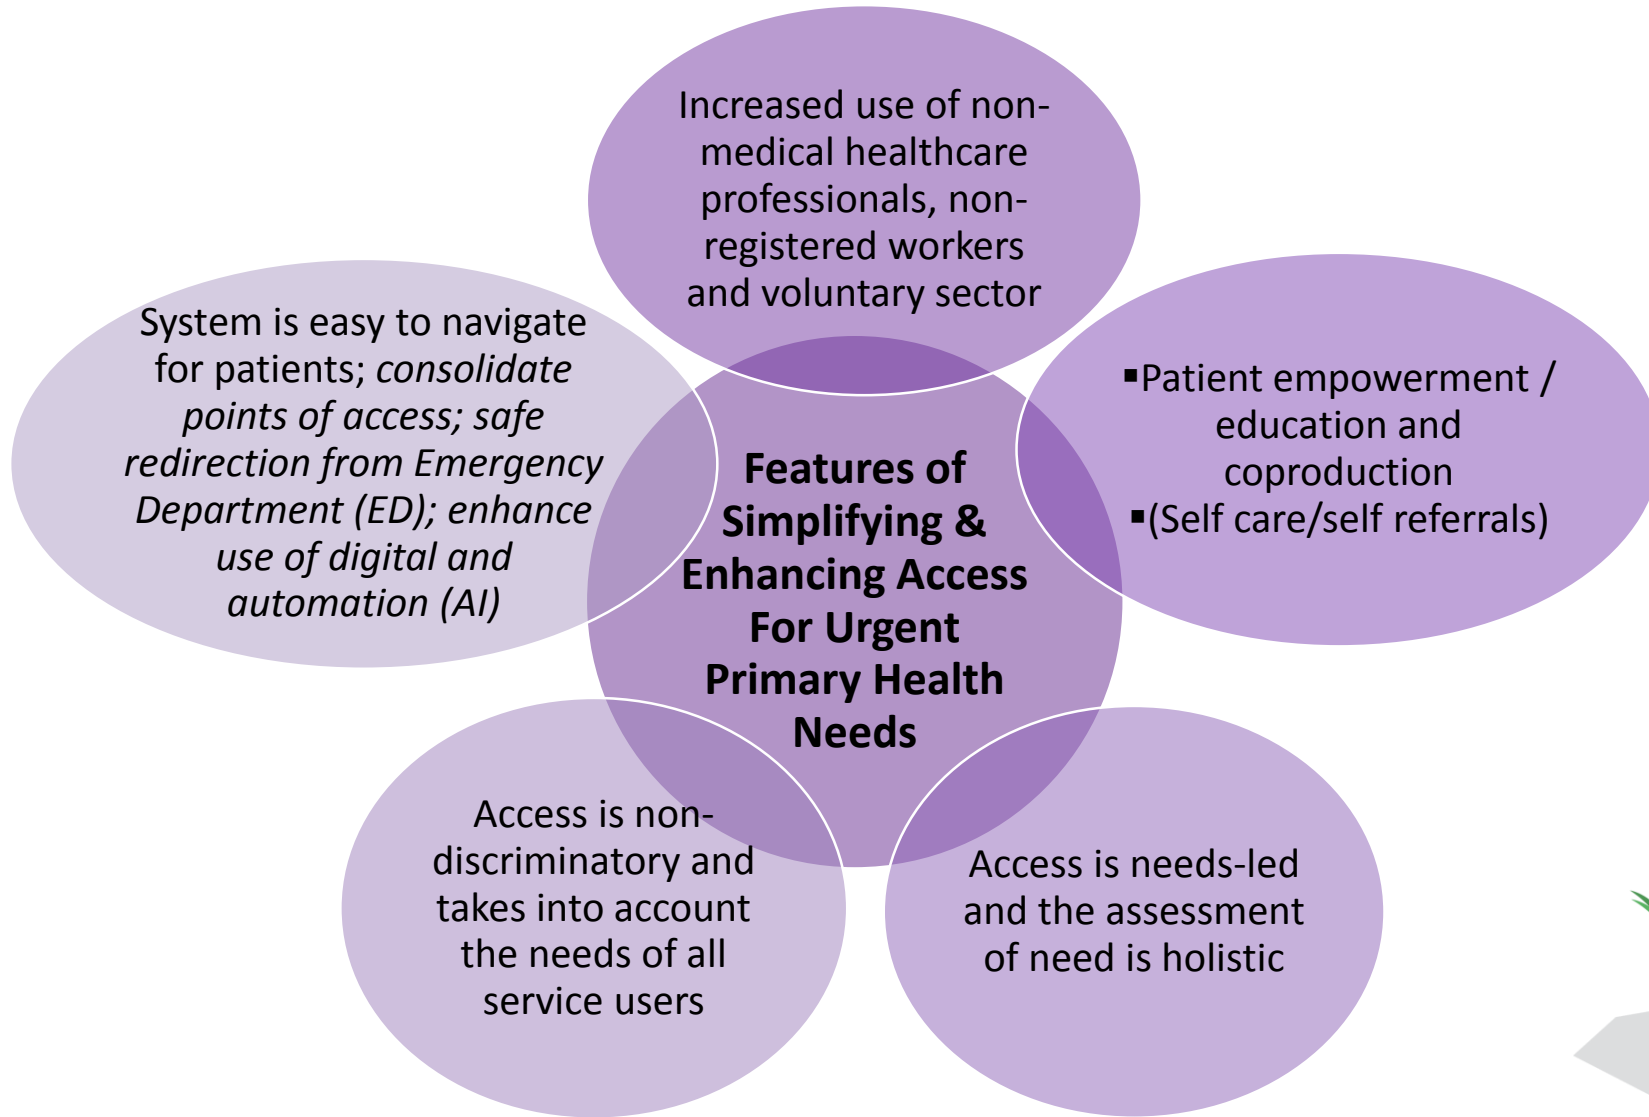 Increased use of non-
medical healthcare
professionals, non-
registered workers
and voluntary sector
System is easy to navigate
for patients; consolidate
points of access; safe
redirection from Emergency
Department (ED); enhance
use of digital and
automation (AI)
▪Patient empowerment /
education and
coproduction
▪(Self care/self referrals)
Features of
Simplifying &
Enhancing Access
For Urgent
Primary Health
Needs
Access is non-
discriminatory and
takes into account
the needs of all
service users
Access is needs-led
and the assessment
of need is holistic